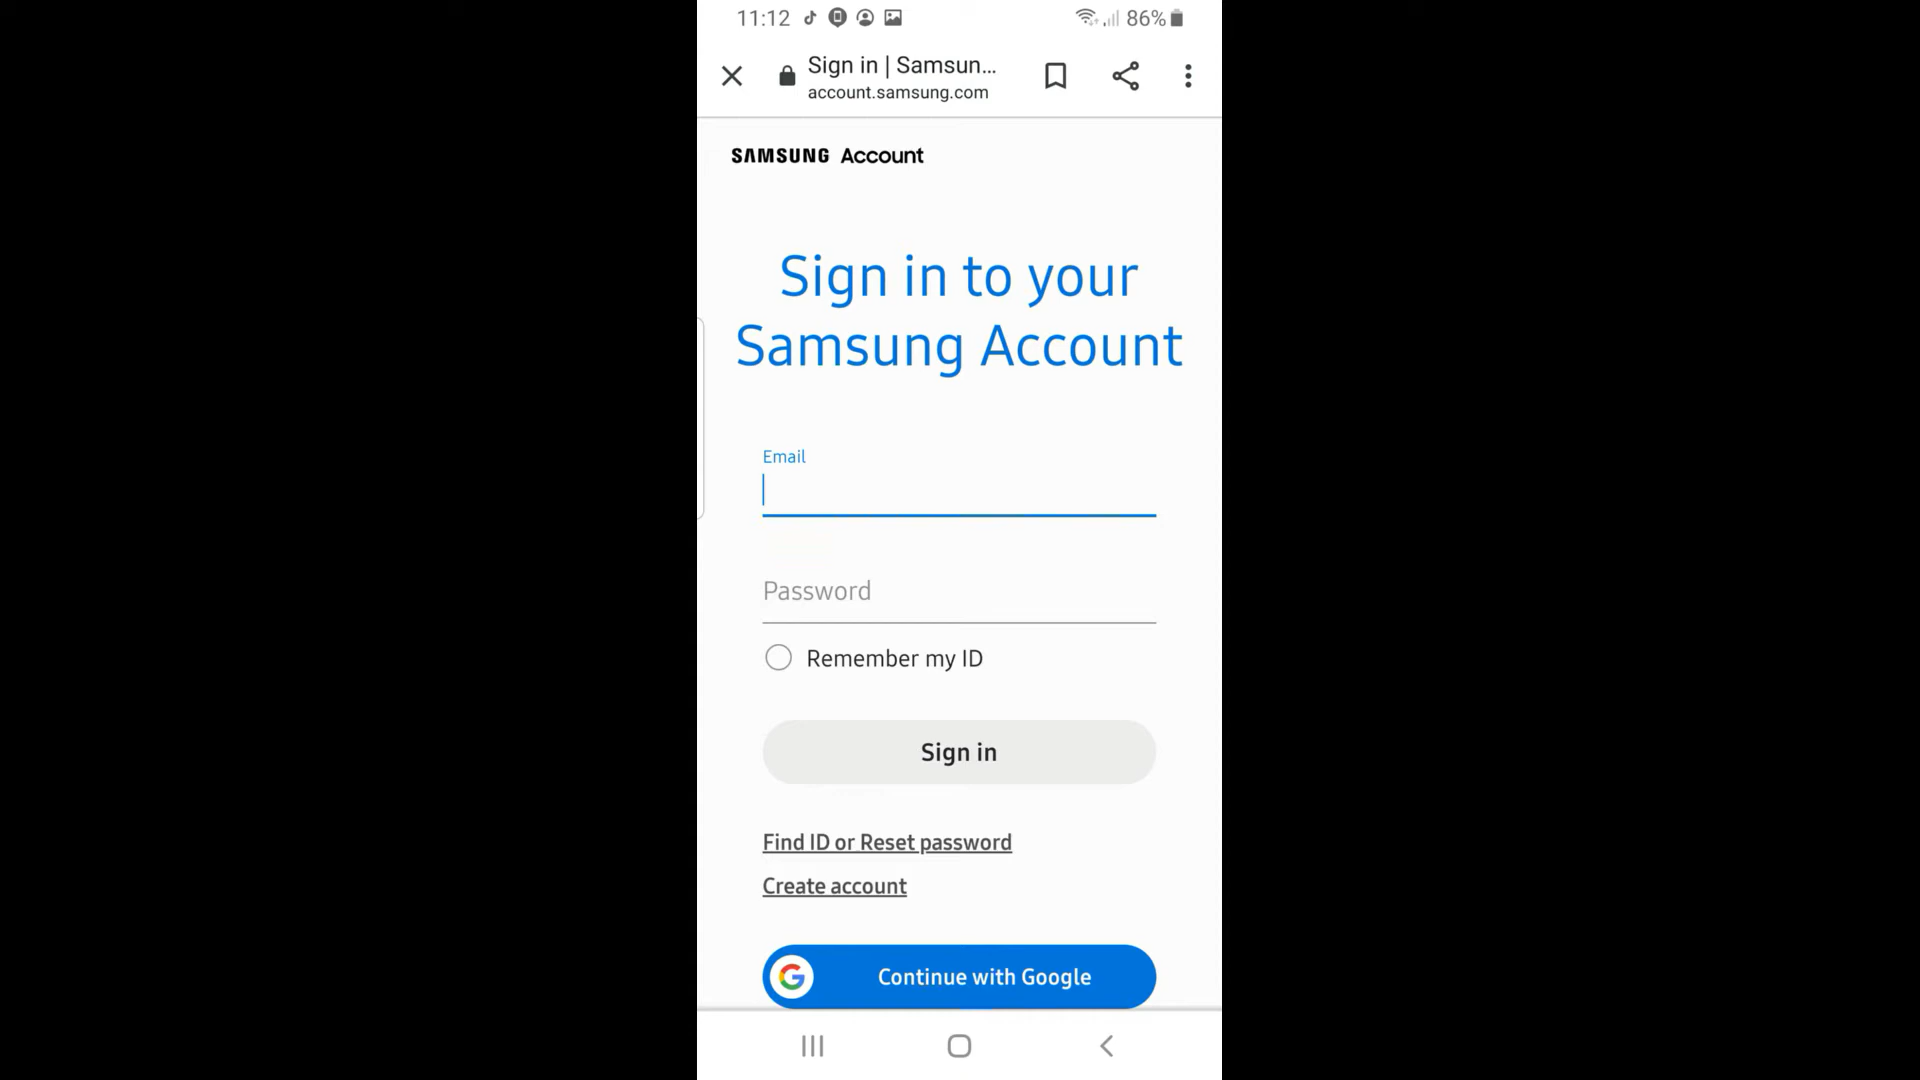 11:12
86%
Sign in | Samsun...
account.samsung.com
SAMSUNG Account
Sign in to your
Samsung Account
Email
Password
Remember my ID
Sign in
Find ID or Reset password
Create account
Continue with Google